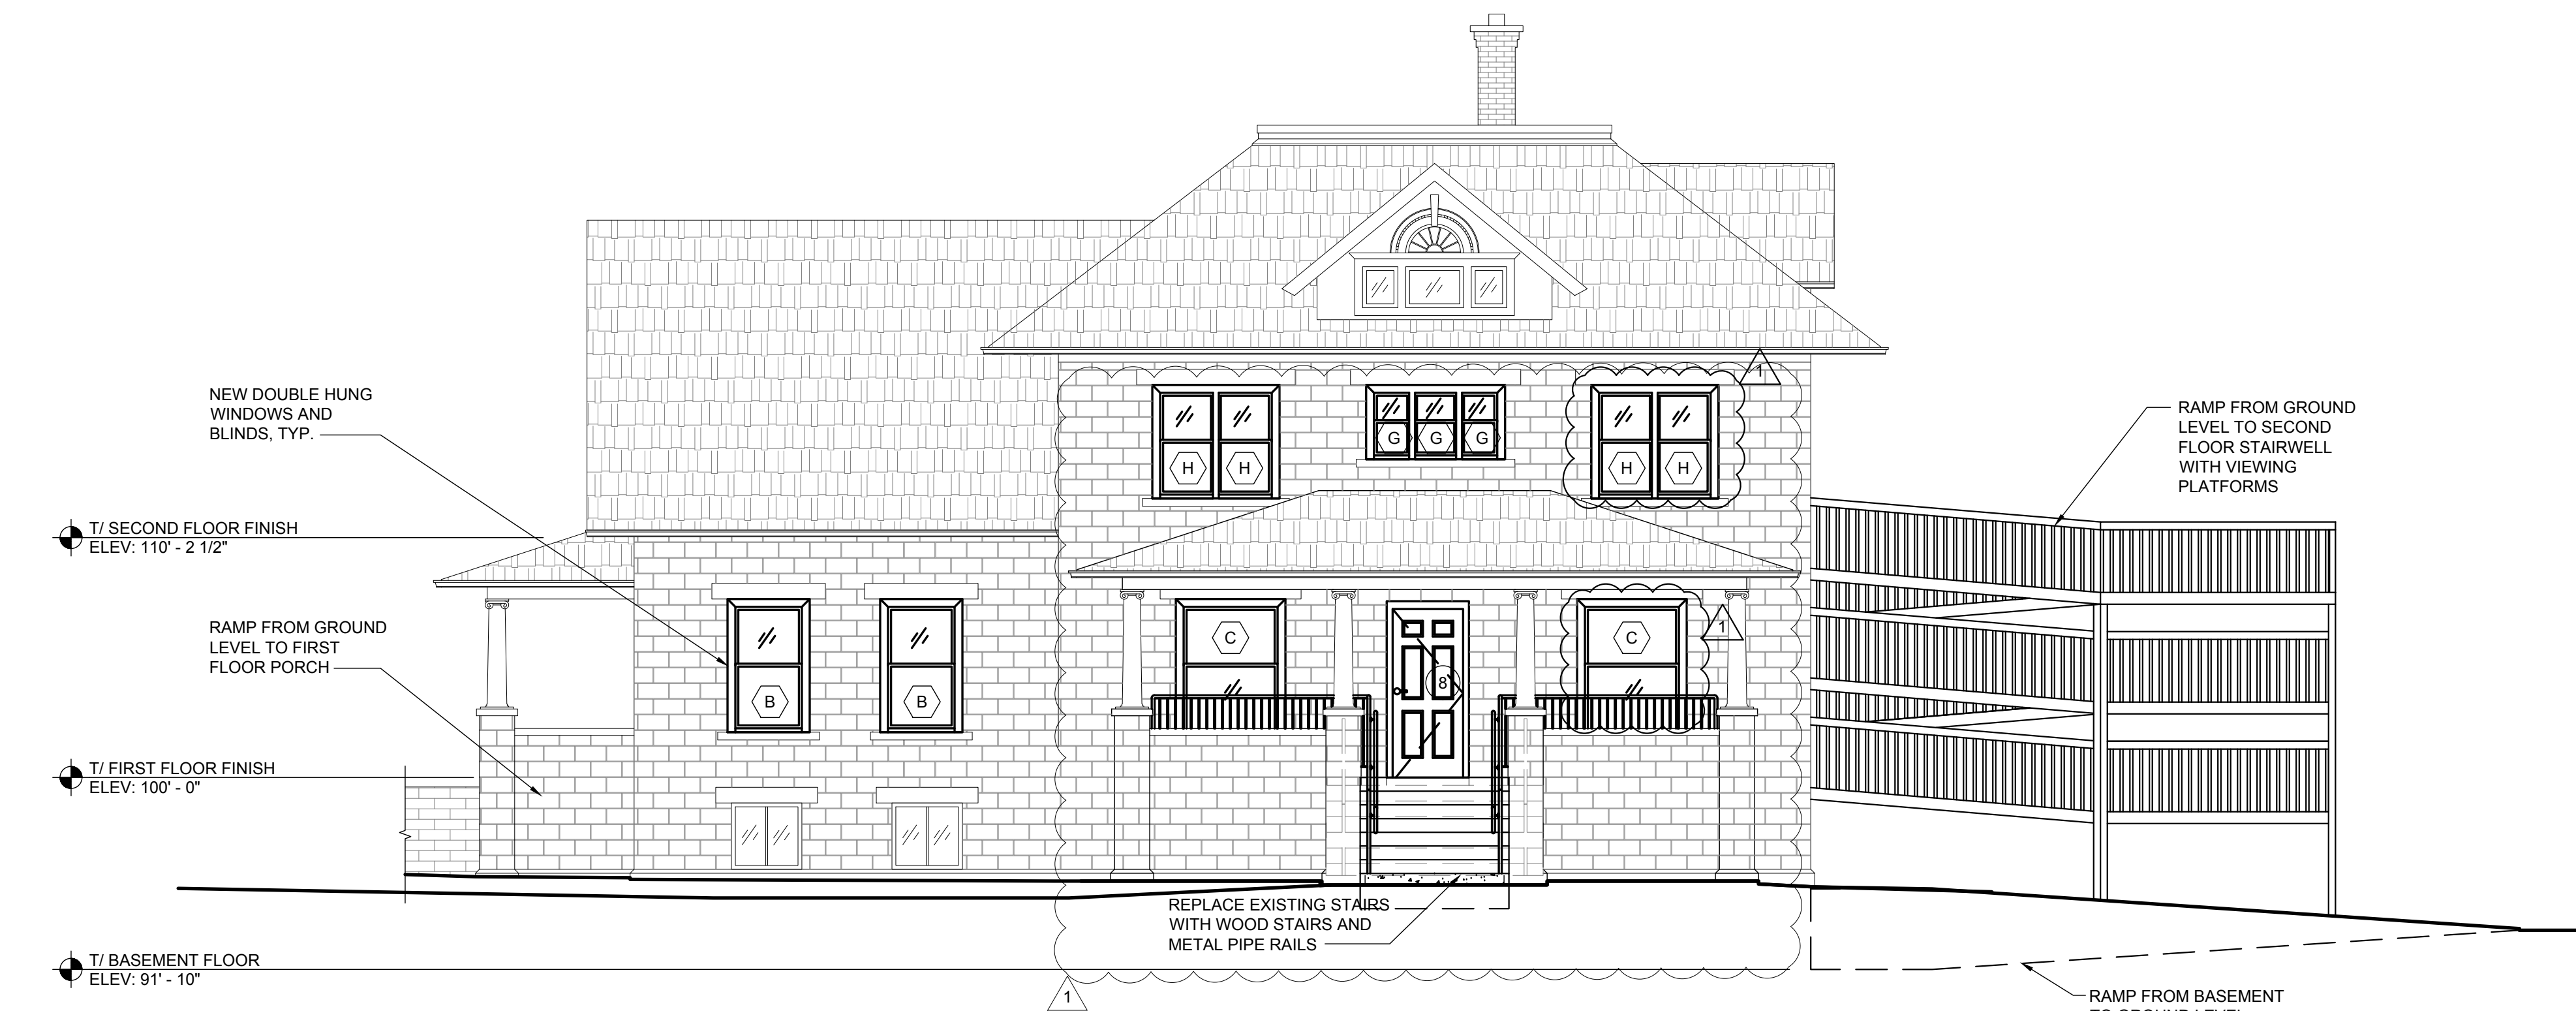 NEW DOUBLE HUNG
WINDOWS AND
BLINDS, TYP.
RAMP FROM GROUND
LEVEL TO SECOND
FLOOR STAIRWELL
WITH VIEWING
PLATFORMS
1
H
H
G
G
G
H
H
T/ SECOND FLOOR FINISH
ELEV: 110' - 2 1/2"
RAMP FROM GROUND
LEVEL TO FIRST
FLOOR PORCH
C
C
1
B
B
8
T/ FIRST FLOOR FINISH
ELEV: 100' - 0"
REPLACE EXISTING STAIRS
WITH WOOD STAIRS AND
METAL PIPE RAILS
T/ BASEMENT FLOOR
ELEV: 91' - 10"
1
RAMP FROM BASEMENT
TO GROUND LEVEL